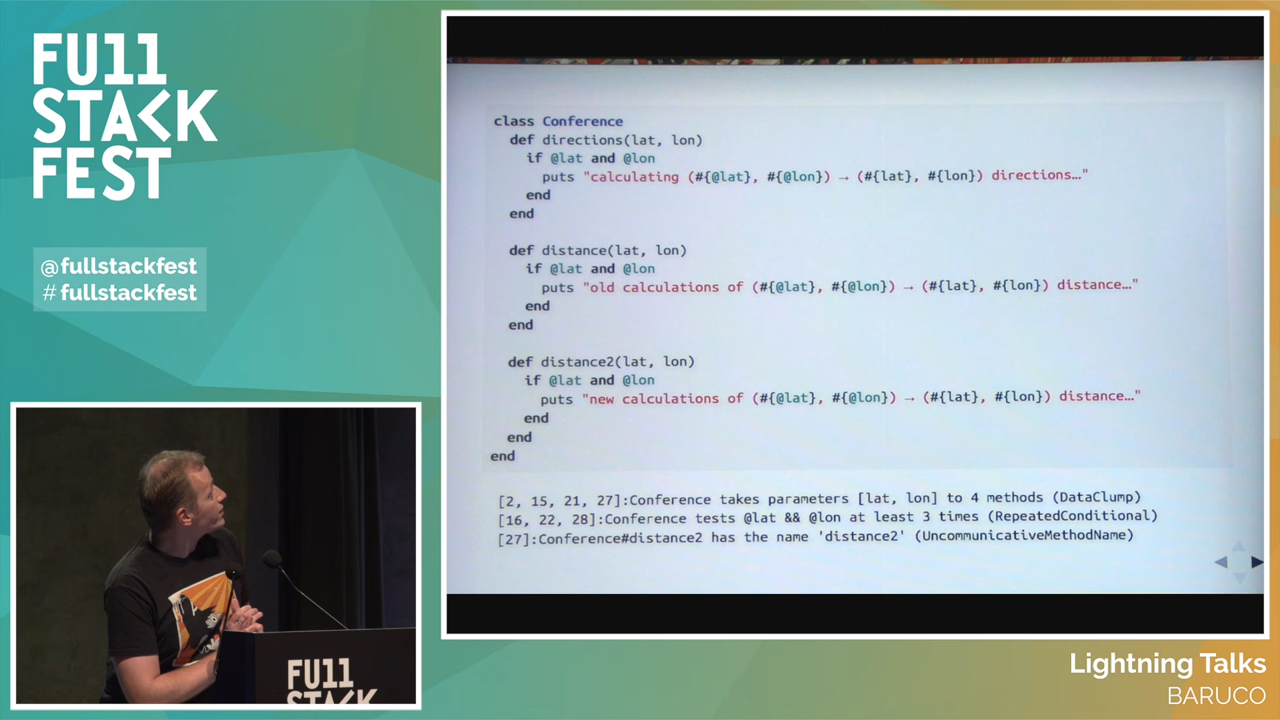 FU11
STACK
FEST
@fullstackfest
# fullstackfest
class Conference
def directions(lat, lon)
if @lat and @lon
puts "calculating (#{@lat}, #{@lon}) → (#{lat}, #{lon}) directions…"
end
end
def distance(lat, lon)
if @lat and @lon
puts "old calculations of (#{@lat}, #{@lon}) → (#{lat}, #{lon}) distance…"
end
end
def distance2(lat, lon)
if @lat and @lon
puts "new calculations of (#{@lat}, #{@lon}) → (#{lat}, #{lon}) distance…"
end
end
end
[2, 15, 21, 27]:Conference takes parameters [lat, lon] to 4 methods (DataClump)
[16, 22, 28]:Conference tests @lat && @lon at least 3 times (RepeatedConditional)
[27]:Conference#distance2 has the name 'distance2' (UncommunicativeMethodName)
FU11
STACK
Lightning Talks
BARUCO